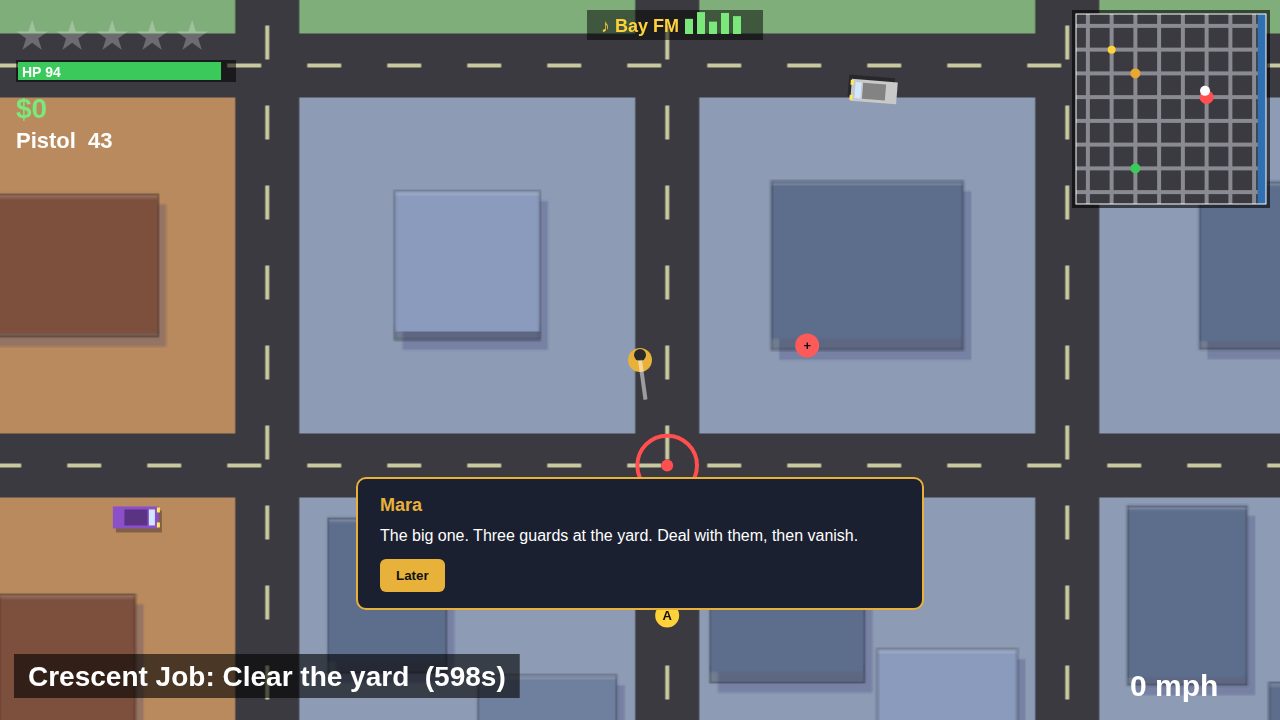 ♪ Bay FM
HP 94
$0
Pistol 43
+
Mara
The big one. Three guards at the yard. Deal with them, then vanish.
Later
A
Crescent Job: Clear the yard (598s)
0 mph